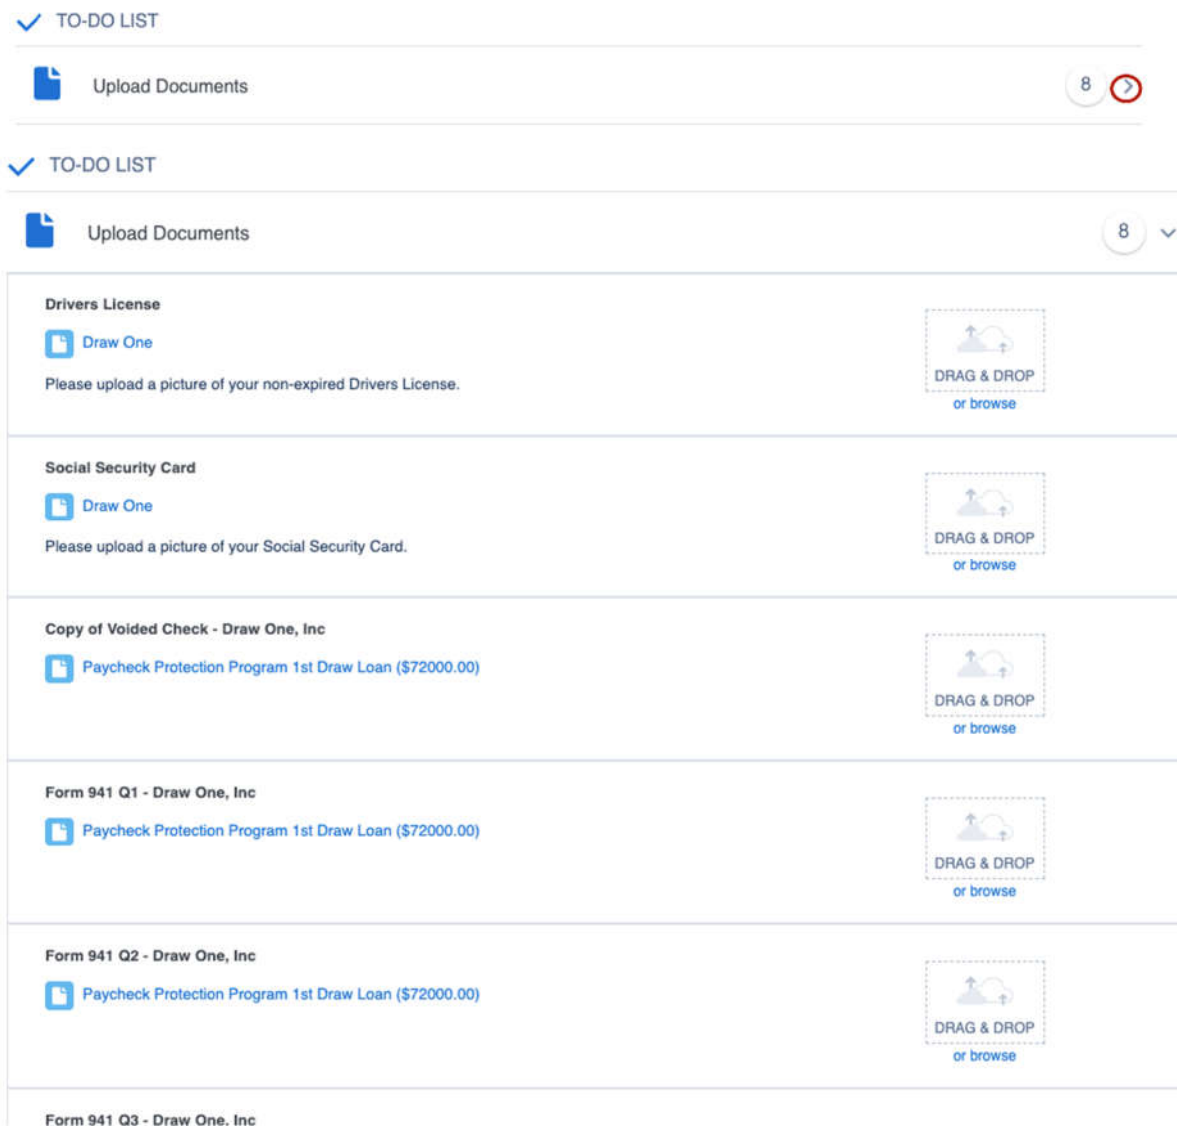 TO-DO LIST
Upload Documents 8
TO-DO LIST
Upload Documents 8
Drivers License
Draw One
Please upload a picture of your non-expired Drivers License.
DRAG & DROP
or browse
Social Security Card
Draw One
Please upload a picture of your Social Security Card.
DRAG & DROP
or browse
Copy of Voided Check - Draw One, Inc
Paycheck Protection Program 1st Draw Loan ($72000.00)
DRAG & DROP
or browse
Form 941 Q1 - Draw One, Inc
Paycheck Protection Program 1st Draw Loan ($72000.00)
DRAG & DROP
or browse
Form 941 Q2 - Draw One, Inc
Paycheck Protection Program 1st Draw Loan ($72000.00)
DRAG & DROP
or browse
Form 941 Q3 - Draw One, Inc